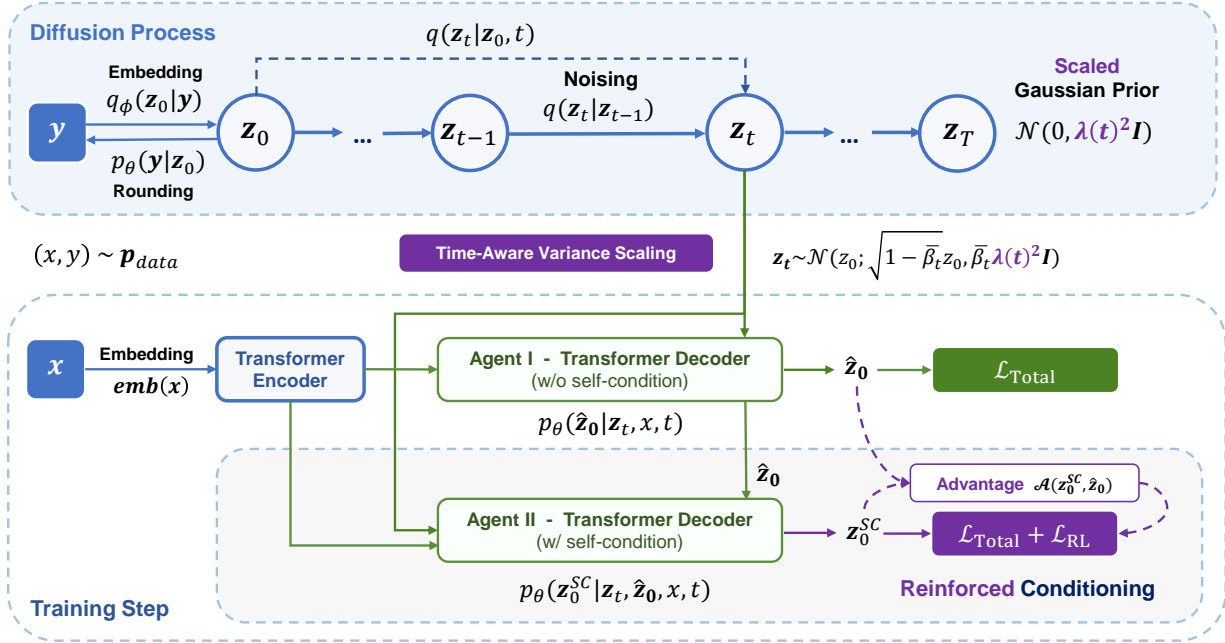 Diffusion Process
q(z_t|z_0, t)
Embedding
q_ϕ(z_0|y)
y
p_θ(y|z_0)
Rounding
z_0
...
z_{t−1}
Noising
q(z_t|z_{t−1})
z_t
...
z_T
Scaled
Gaussian Prior
𝒩(0, λ(t)²I)
(x, y) ~ p_data
Time-Aware Variance Scaling
z_t~𝒩(z_0; √(1 − β̄_t) z_0, β̄_t λ(t)²I)
x
Embedding
emb(x)
Transformer
Encoder
Agent I - Transformer Decoder
(w/o self-condition)
p_θ(ẑ_0|z_t, x, t)
ẑ_0
ℒ_Total
ẑ_0
Agent II - Transformer Decoder
(w/ self-condition)
p_θ(z_0^{SC}|z_t, ẑ_0, x, t)
z_0^{SC}
Advantage 𝒜(z_0^{SC}, ẑ_0)
ℒ_Total + ℒ_RL
Reinforced Conditioning
Training Step